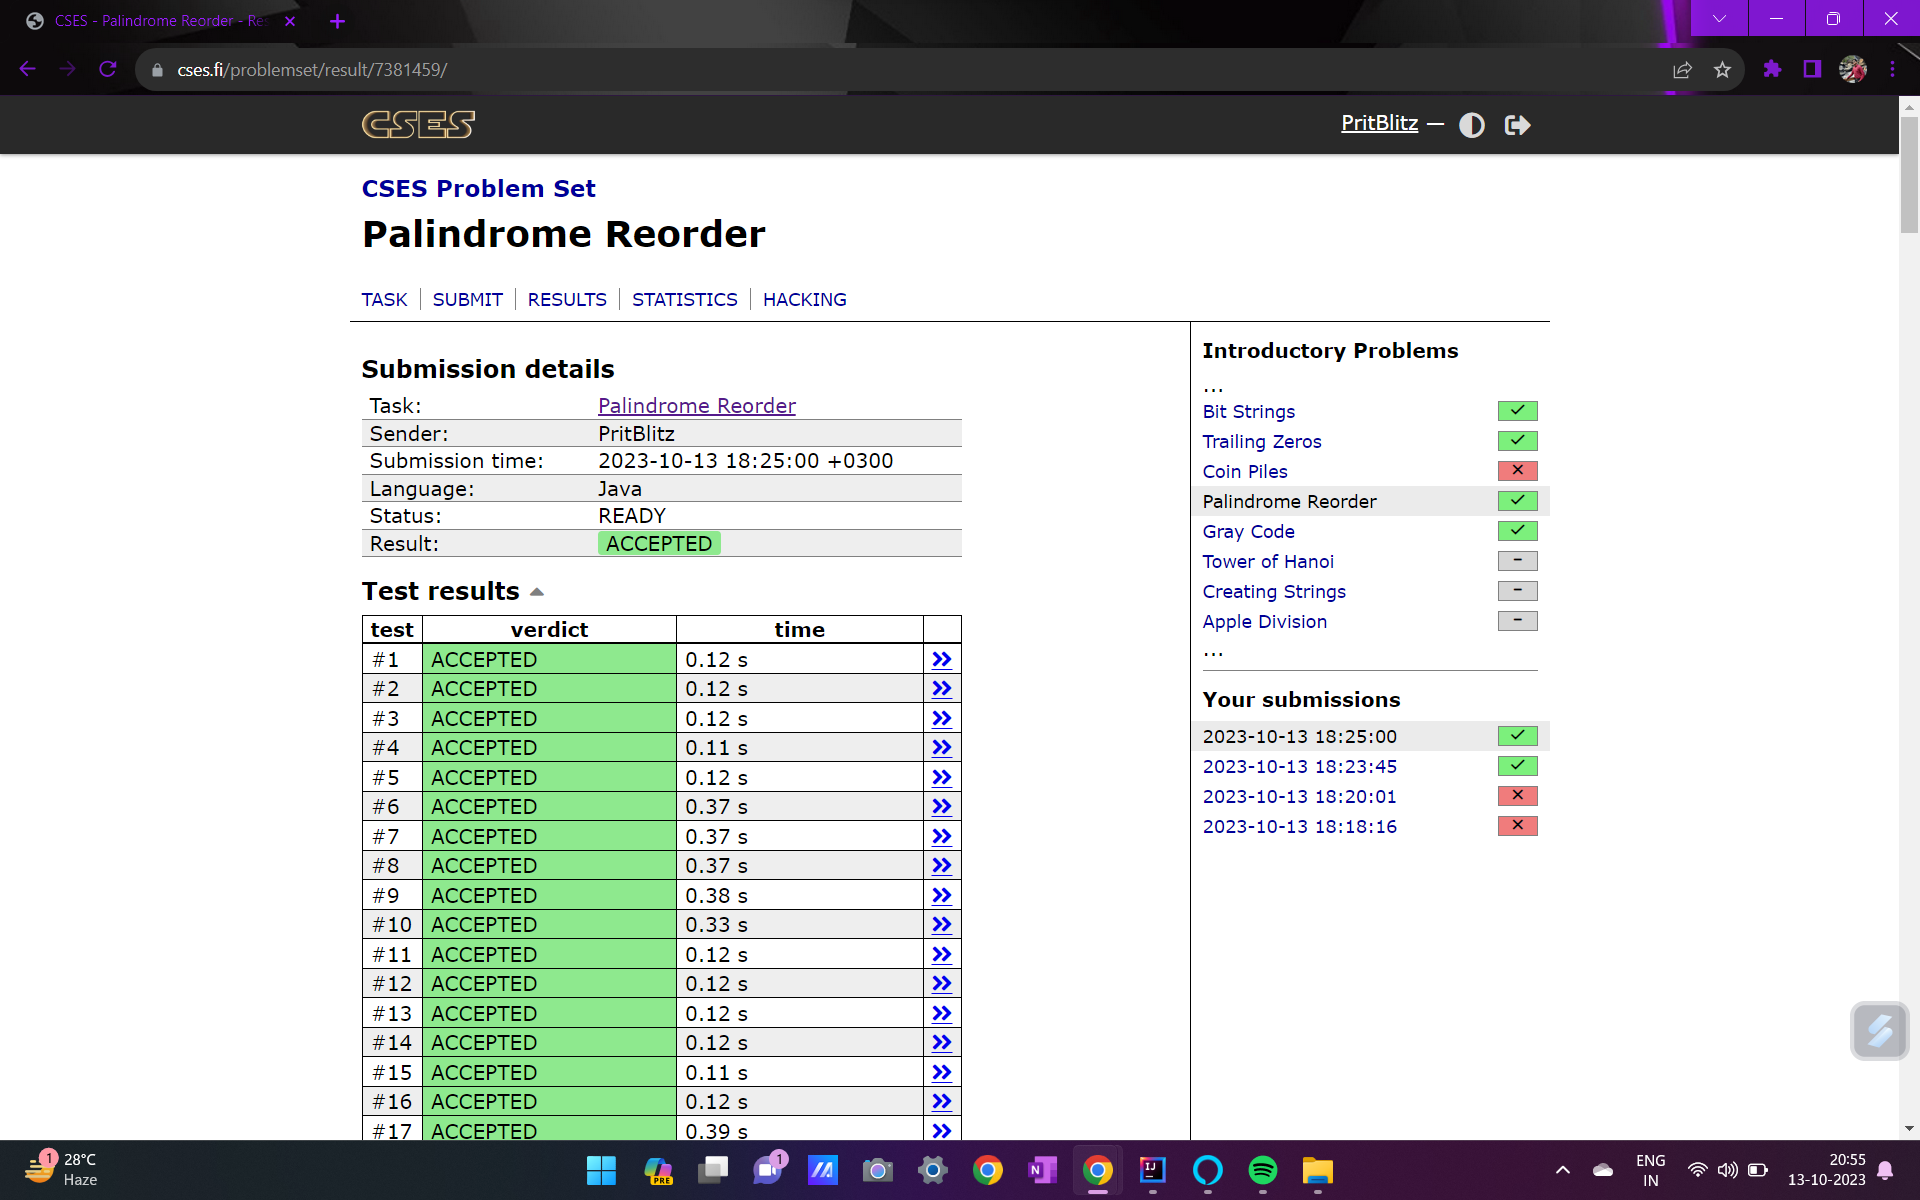 CSES - Palindrome Reorder - Res
cses.fi/problemset/result/7381459/
CSES
PritBlitz —
CSES Problem Set
Palindrome Reorder
TASK | SUBMIT | RESULTS | STATISTICS | HACKING
Submission details
Task: Palindrome Reorder
Sender: PritBlitz
Submission time: 2023-10-13 18:25:00 +0300
Language: Java
Status: READY
Result: ACCEPTED
Test results
test verdict time
#1 ACCEPTED 0.12 s
#2 ACCEPTED 0.12 s
#3 ACCEPTED 0.12 s
#4 ACCEPTED 0.11 s
#5 ACCEPTED 0.12 s
#6 ACCEPTED 0.37 s
#7 ACCEPTED 0.37 s
#8 ACCEPTED 0.37 s
#9 ACCEPTED 0.38 s
#10 ACCEPTED 0.33 s
#11 ACCEPTED 0.12 s
#12 ACCEPTED 0.12 s
#13 ACCEPTED 0.12 s
#14 ACCEPTED 0.12 s
#15 ACCEPTED 0.11 s
#16 ACCEPTED 0.12 s
#17 ACCEPTED 0.39 s
Introductory Problems
...
Bit Strings
Trailing Zeros
Coin Piles
Palindrome Reorder
Gray Code
Tower of Hanoi
Creating Strings
Apple Division
...
Your submissions
2023-10-13 18:25:00
2023-10-13 18:23:45
2023-10-13 18:20:01
2023-10-13 18:18:16
1
28°C
Haze
PRE
1
N
IJ
ENG
IN
20:55
13-10-2023